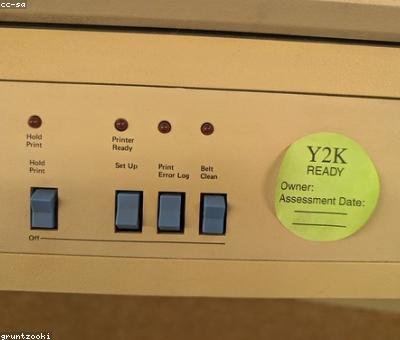 cc-sa
Hold
Print
Printer
Ready
Hold
Print
Set Up
Print
Error Log
Belt
Clean
Off
Y2K
READY
Owner:
Assessment Date:
gruntzooki